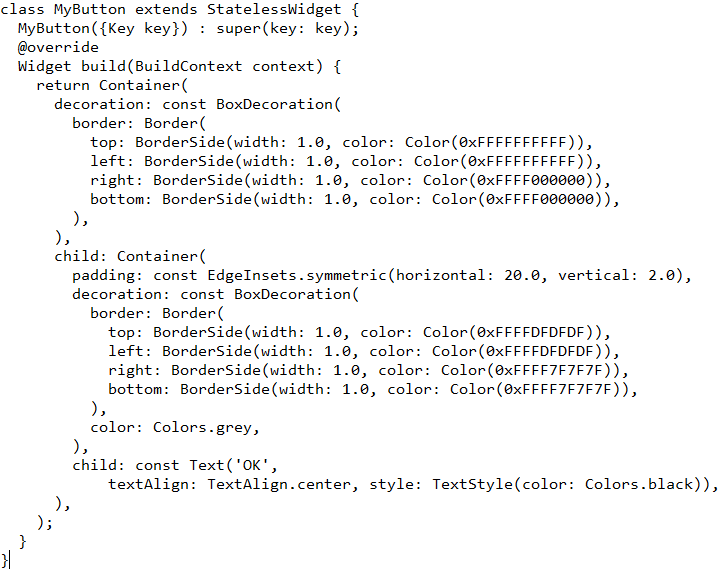 class MyButton extends StatelessWidget {
  MyButton({Key key}) : super(key: key);
  @override
  Widget build(BuildContext context) {
    return Container(
      decoration: const BoxDecoration(
        border: Border(
          top: BorderSide(width: 1.0, color: Color(0xFFFFFFFFFF)),
          left: BorderSide(width: 1.0, color: Color(0xFFFFFFFFFF)),
          right: BorderSide(width: 1.0, color: Color(0xFFFF000000)),
          bottom: BorderSide(width: 1.0, color: Color(0xFFFF000000)),
        ),
      ),
      child: Container(
        padding: const EdgeInsets.symmetric(horizontal: 20.0, vertical: 2.0),
        decoration: const BoxDecoration(
          border: Border(
            top: BorderSide(width: 1.0, color: Color(0xFFFFDFDFDF)),
            left: BorderSide(width: 1.0, color: Color(0xFFFFDFDFDF)),
            right: BorderSide(width: 1.0, color: Color(0xFFFF7F7F7F)),
            bottom: BorderSide(width: 1.0, color: Color(0xFFFF7F7F7F)),
          ),
          color: Colors.grey,
        ),
        child: const Text('OK',
            textAlign: TextAlign.center, style: TextStyle(color: Colors.black)),
      ),
    );
  }
}